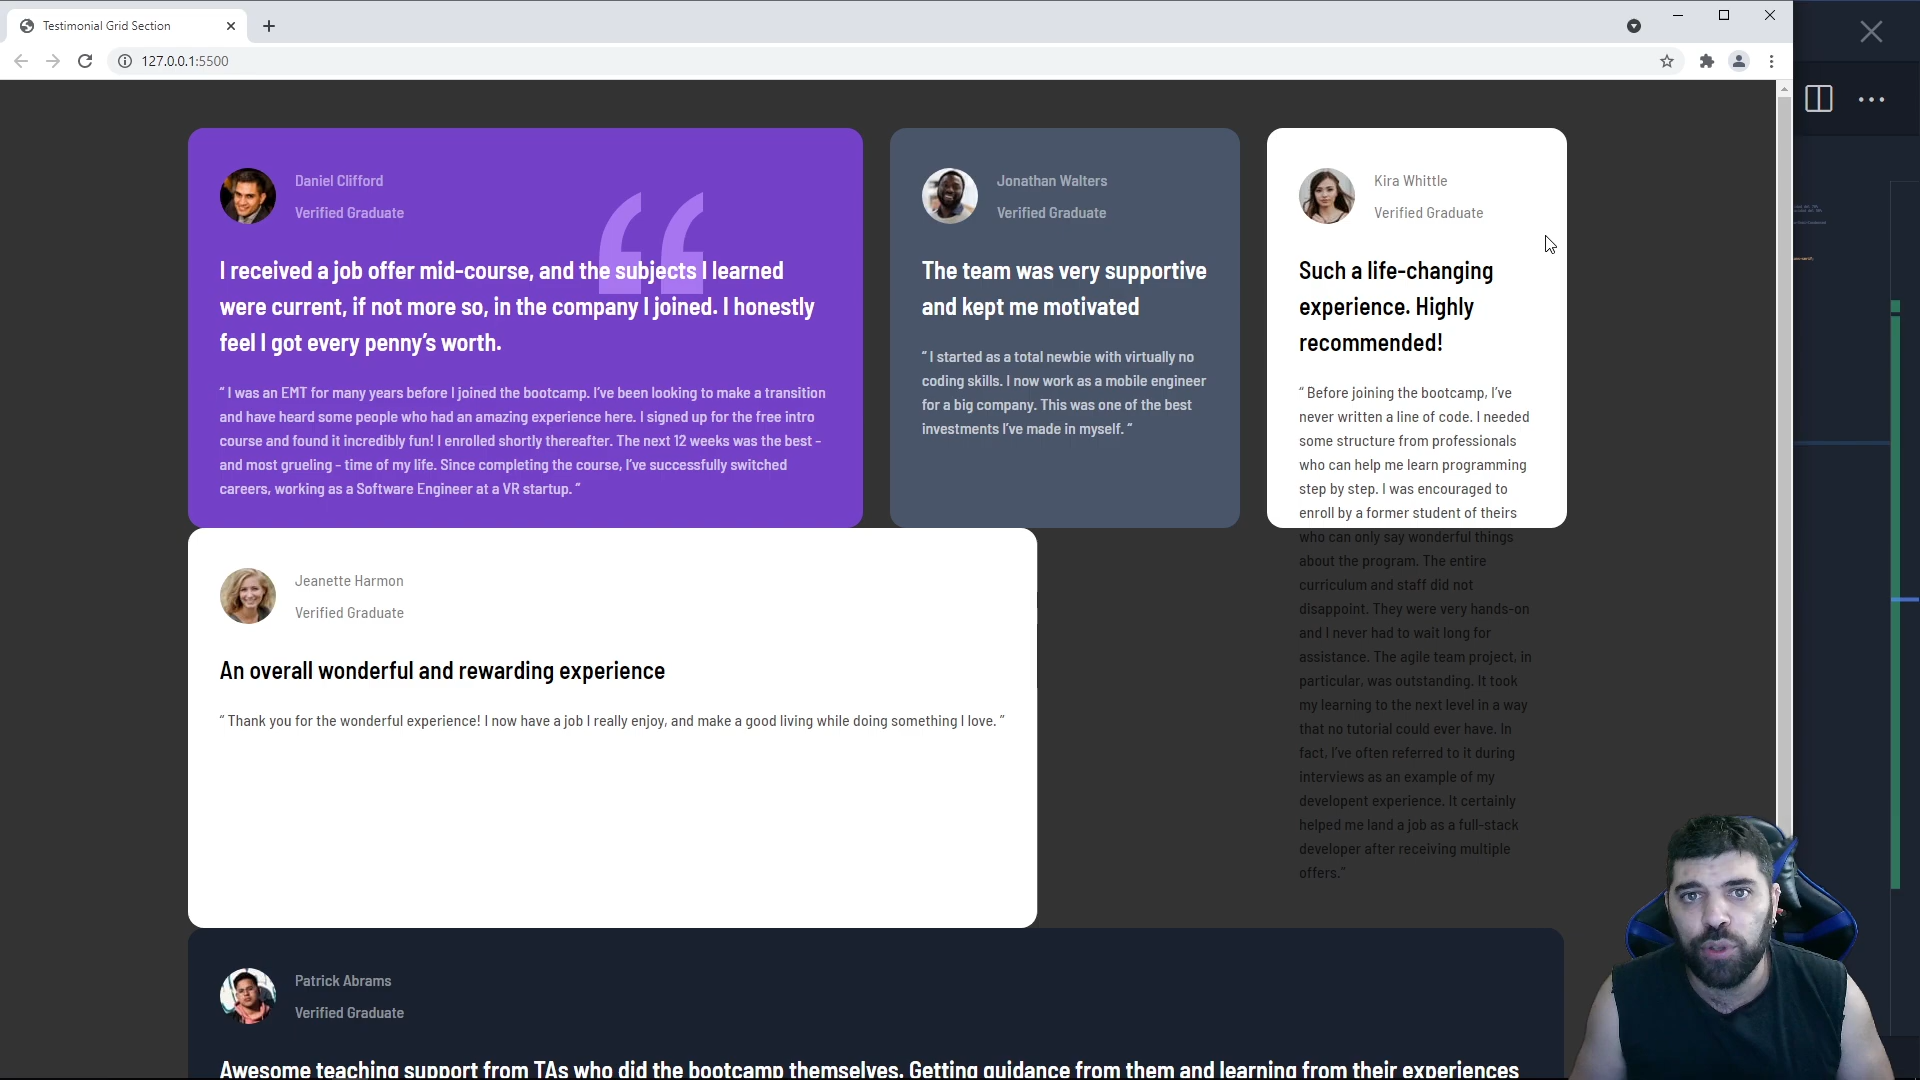 Testimonial Grid Section
127.0.0.1:5500
Daniel Clifford
Verified Graduate
I received a job offer mid-course, and the subjects I learned
were current, if not more so, in the company I joined. I honestly
feel I got every penny’s worth.
“ I was an EMT for many years before I joined the bootcamp. I’ve been looking to make a transition
and have heard some people who had an amazing experience here. I signed up for the free intro
course and found it incredibly fun! I enrolled shortly thereafter. The next 12 weeks was the best -
and most grueling - time of my life. Since completing the course, I’ve successfully switched
careers, working as a Software Engineer at a VR startup. ”
Jonathan Walters
Verified Graduate
The team was very supportive
and kept me motivated
“ I started as a total newbie with virtually no
coding skills. I now work as a mobile engineer
for a big company. This was one of the best
investments I’ve made in myself. ”
Kira Whittle
Verified Graduate
Such a life-changing
experience. Highly
recommended!
“ Before joining the bootcamp, I’ve
never written a line of code. I needed
some structure from professionals
who can help me learn programming
step by step. I was encouraged to
enroll by a former student of theirs
who can only say wonderful things
about the program. The entire
curriculum and staff did not
disappoint. They were very hands-on
and I never had to wait long for
assistance. The agile team project, in
particular, was outstanding. It took
my learning to the next level in a way
that no tutorial could ever have. In
fact, I’ve often referred to it during
interviews as an example of my
developent experience. It certainly
helped me land a job as a full-stack
developer after receiving multiple
offers.”
Jeanette Harmon
Verified Graduate
An overall wonderful and rewarding experience
“ Thank you for the wonderful experience! I now have a job I really enjoy, and make a good living while doing something I love. ”
Patrick Abrams
Verified Graduate
Awesome teaching support from TAs who did the bootcamp themselves. Getting guidance from them and learning from their experiences